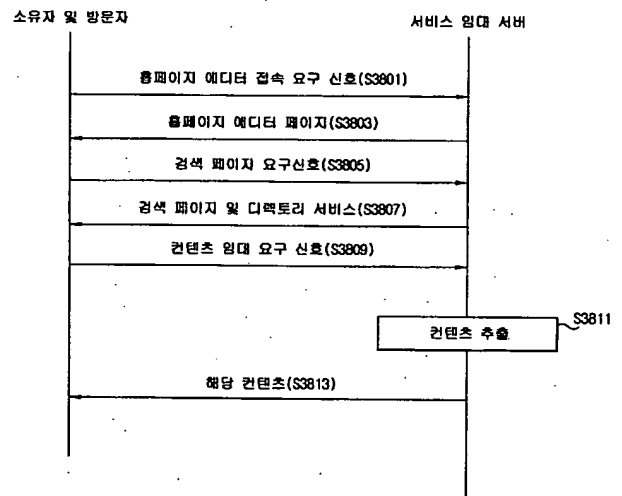 소유자 및 방문자
서비스 임대 서버
홈페이지 에디터 접속 요구 신호(S3801)
홈페이지 에디터 페이지(S3803)
검색 페이지 요구신호(S3805)
검색 페이지 및 디렉토리 서비스(S3807)
컨텐츠 임대 요구 신호(S3809)
S3811
컨텐츠 추출
해당 컨텐츠(S3813)